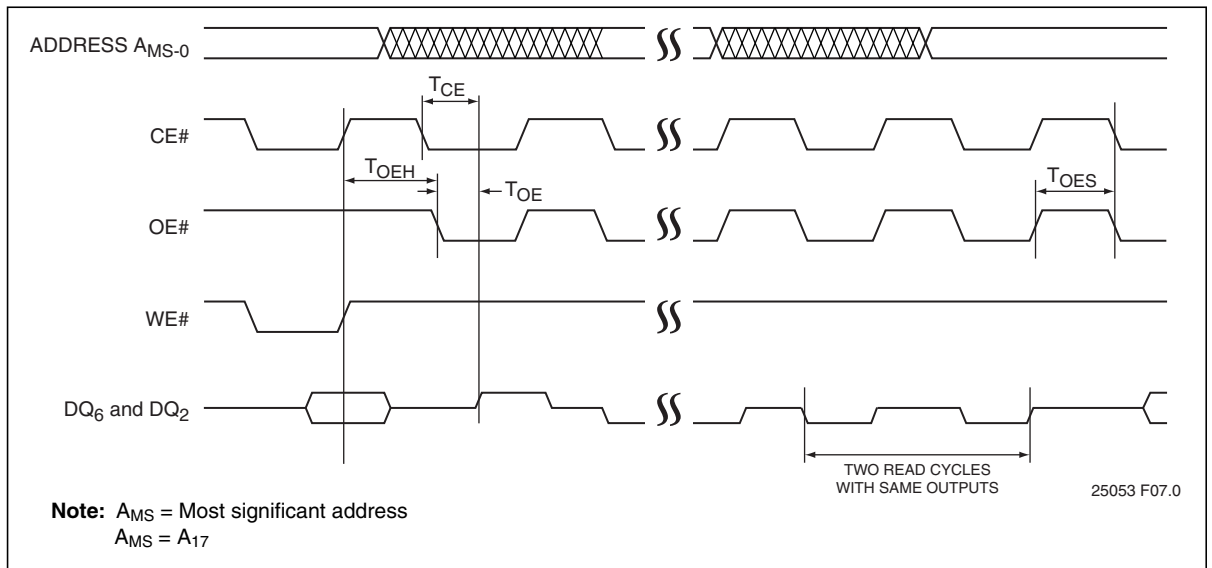 ADDRESS AMS-0
TCE
CE#
TOEH
TOE
TOES
OE#
WE#
DQ6 and DQ2
TWO READ CYCLES
WITH SAME OUTPUTS
25053 F07.0
Note: AMS = Most significant address
AMS = A17